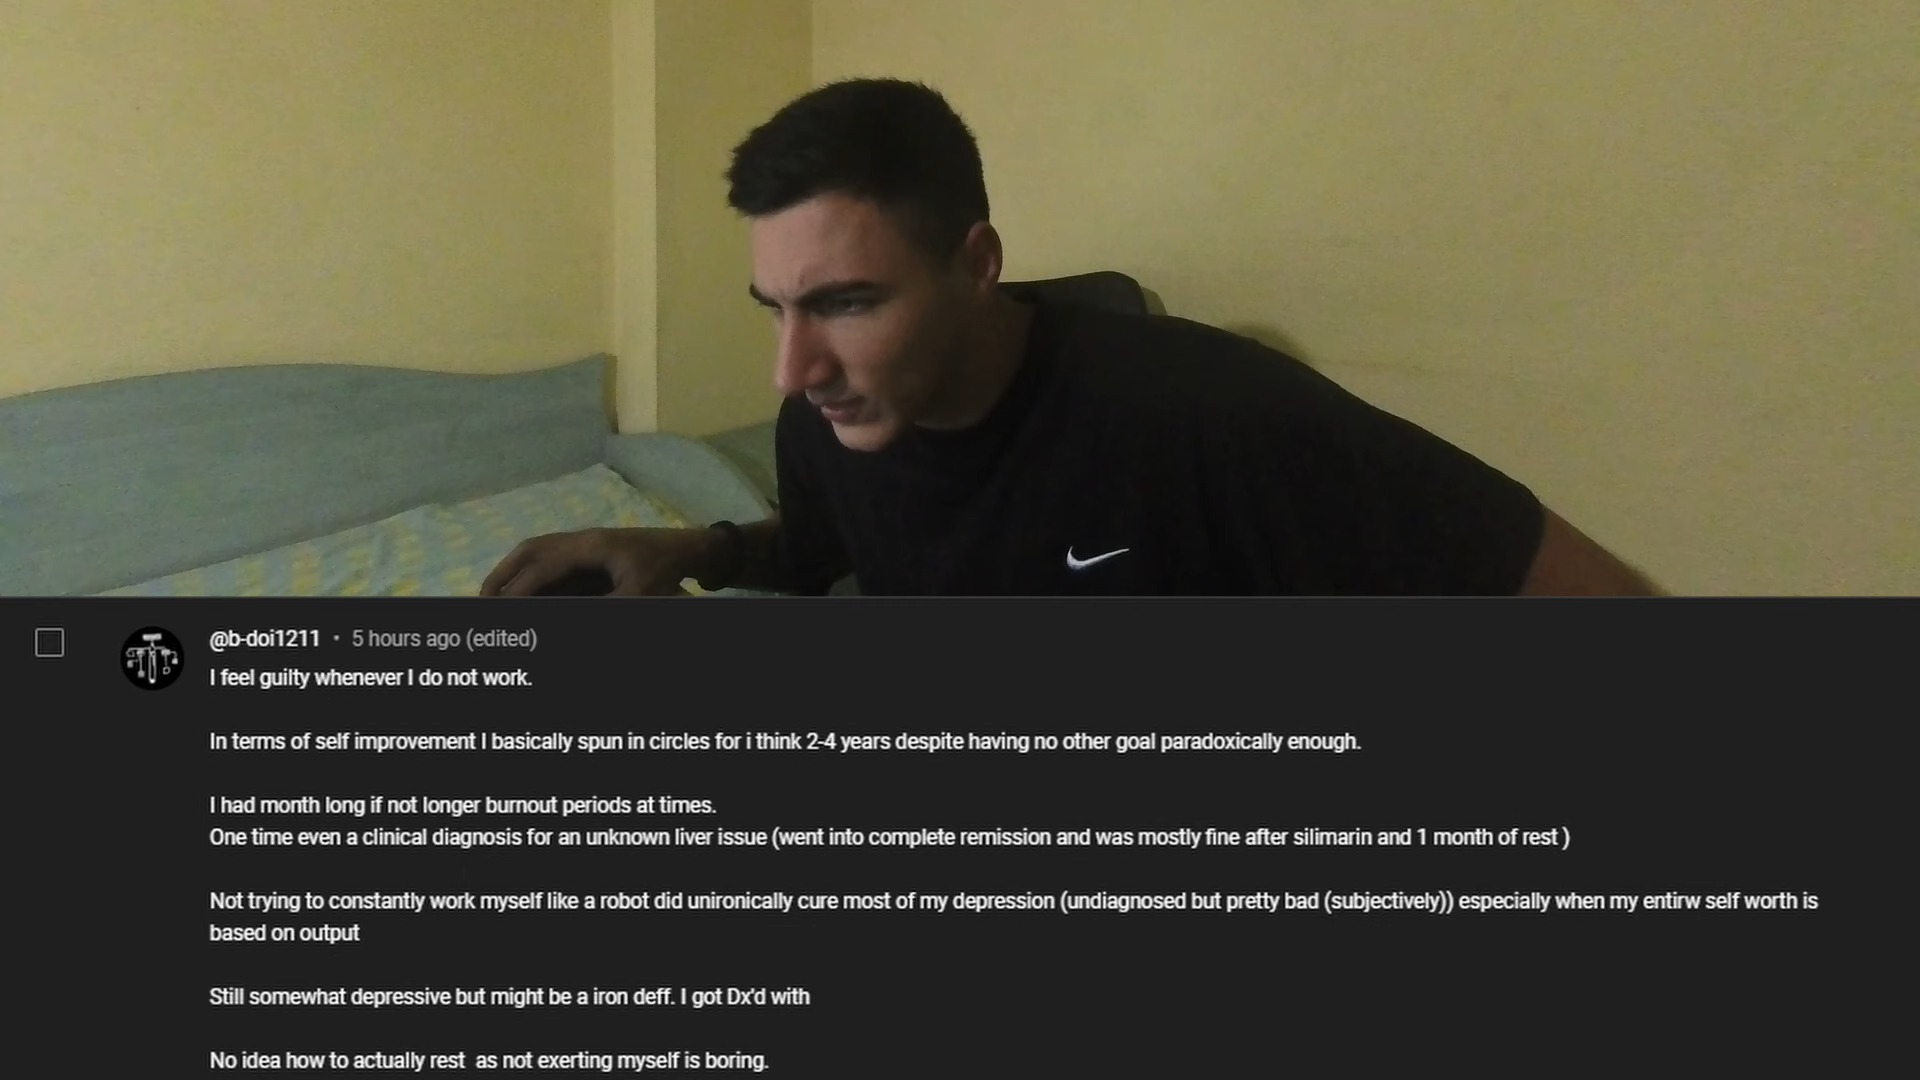 @b-doi1211 • 5 hours ago (edited)
I feel guilty whenever I do not work.
In terms of self improvement I basically spun in circles for i think 2-4 years despite having no other goal paradoxically enough.
I had month long if not longer burnout periods at times.
One time even a clinical diagnosis for an unknown liver issue (went into complete remission and was mostly fine after silimarin and 1 month of rest )
Not trying to constantly work myself like a robot did unironically cure most of my depression (undiagnosed but pretty bad (subjectively)) especially when my entirw self worth is
based on output
Still somewhat depressive but might be a iron deff. I got Dx'd with
No idea how to actually rest  as not exerting myself is boring.